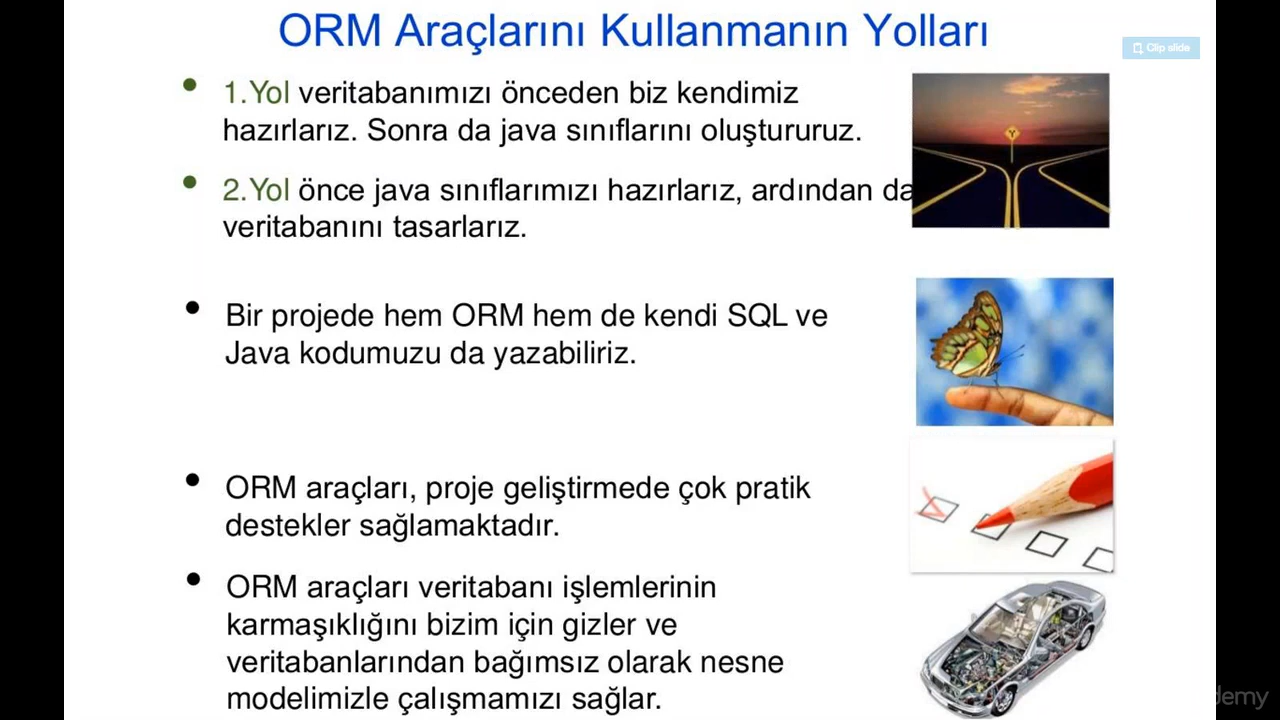 ORM Araçlarını Kullanmanın Yolları
Clip slide
• 1.Yol veritabanımızı önceden biz kendimiz
hazırlarız. Sonra da java sınıflarını oluştururuz.
• 2.Yol önce java sınıflarımızı hazırlarız, ardından da
veritabanını tasarlarız.
• Bir projede hem ORM hem de kendi SQL ve
Java kodumuzu da yazabiliriz.
• ORM araçları, proje geliştirmede çok pratik
destekler sağlamaktadır.
• ORM araçları veritabanı işlemlerinin
karmaşıklığını bizim için gizler ve
veritabanlarından bağımsız olarak nesne
modelimizle çalışmamızı sağlar.
demy